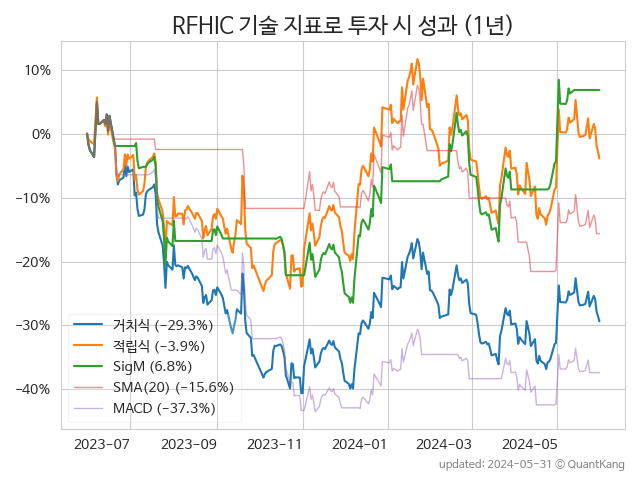 RFHIC 기술 지표로 투자 시 성과 (1년)
10%
0%
−10%
−20%
−30%
−40%
거치식 (−29.3%)
적립식 (−3.9%)
SigM (6.8%)
SMA(20) (−15.6%)
MACD (−37.3%)
2023−07
2023−09
2023−11
2024−01
2024−03
2024−05
updated: 2024−05−31 © QuantKang